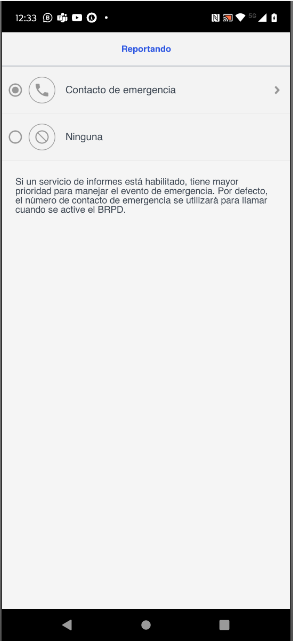 12:33
Reportando
Contacto de emergencia
Ninguna
Si un servicio de informes está habilitado, tiene mayor
prioridad para manejar el evento de emergencia. Por defecto,
el número de contacto de emergencia se utilizará para llamar
cuando se active el BRPD.